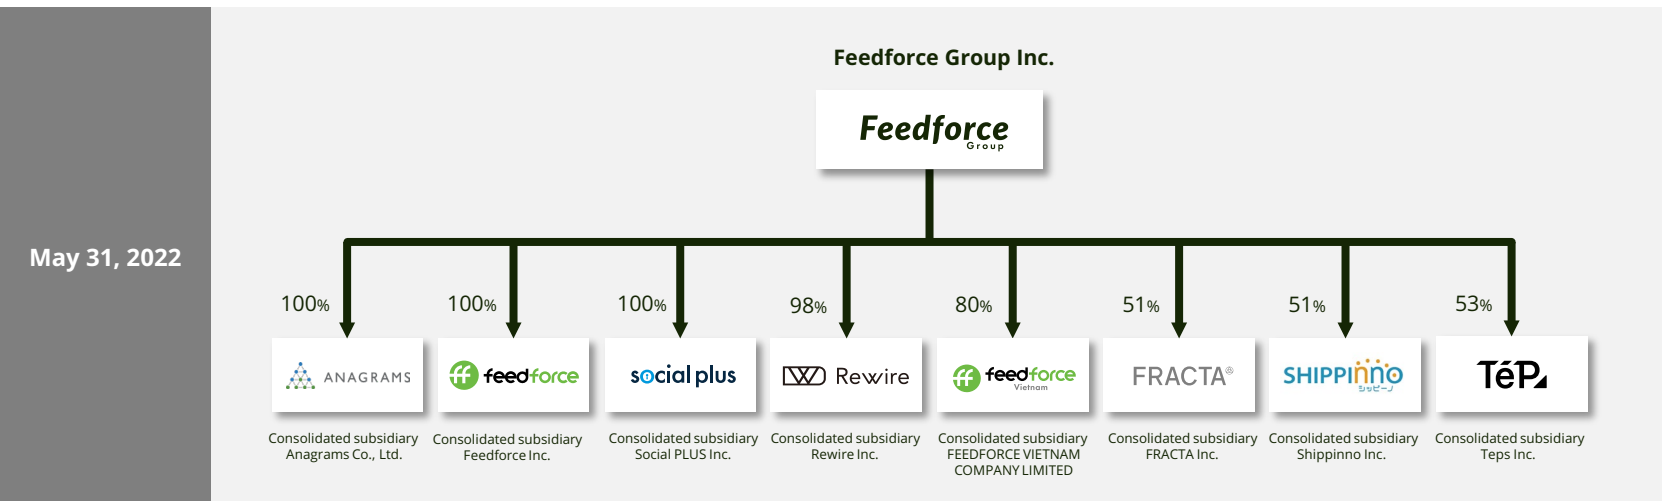 Feedforce Group Inc.
Feedforce
Group
May 31, 2022
100%
100%
100%
98%
80%
51%
51%
53%
ANAGRAMS
feedforce
social plus
Rewire
feedforce
Vietnam
FRACTA®
SHIPPINNO
シッピーノ
TéP
Consolidated subsidiary
Anagrams Co., Ltd.
Consolidated subsidiary
Feedforce Inc.
Consolidated subsidiary
Social PLUS Inc.
Consolidated subsidiary
Rewire Inc.
Consolidated subsidiary
FEEDFORCE VIETNAM
COMPANY LIMITED
Consolidated subsidiary
FRACTA Inc.
Consolidated subsidiary
Shippinno Inc.
Consolidated subsidiary
Teps Inc.